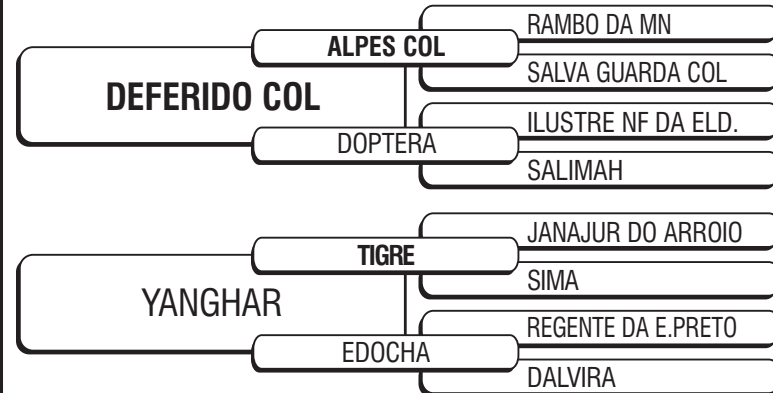 RAMBO DA MN
ALPES COL
SALVA GUARDA COL
DEFERIDO COL
ILUSTRE NF DA ELD.
DOPTERA
SALIMAH
JANAJUR DO ARROIO
TIGRE
SIMA
YANGHAR
REGENTE DA E.PRETO
EDOCHA
DALVIRA